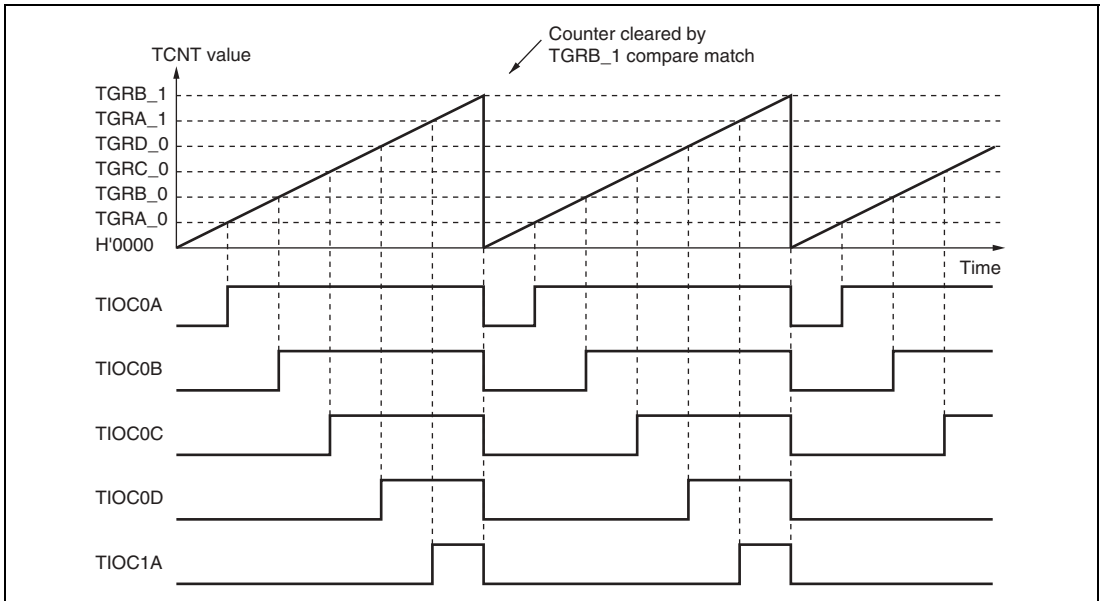 Counter cleared by
TGRB_1 compare match
TCNT value
TGRB_1
TGRA_1
TGRD_0
TGRC_0
TGRB_0
TGRA_0
H'0000
Time
TIOC0A
TIOC0B
TIOC0C
TIOC0D
TIOC1A